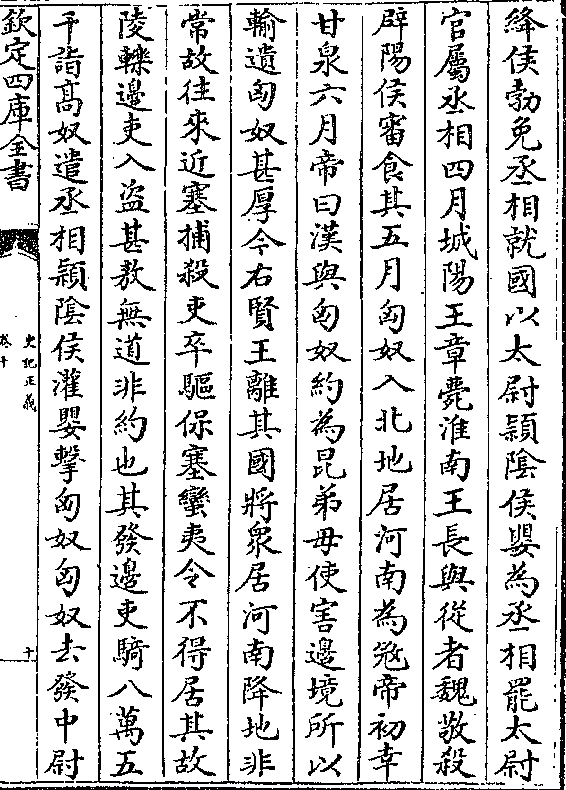 絳侯勃免丞相就國以太尉潁陰侯嬰為丞相罷太尉
官屬丞相四月城陽王章薨淮南王長與從者魏敬殺
辟陽侯審食其五月匈奴入北地居河南為寇帝初幸
甘泉六月帝曰漢與匈奴約為昆弟毋使害邊境所以
輸遺匈奴甚厚今右賢王離其國將衆居河南降地非
常故往來近塞捕殺吏卒驅保塞蠻夷令不得居其故
陵轢邊吏入盗甚敖無道非約也其發邊吏騎八萬五
千詣髙奴遣丞相潁陰侯灌嬰擊匈奴匈奴去發中尉
欽定四庫全書
史記正義
卷十
十